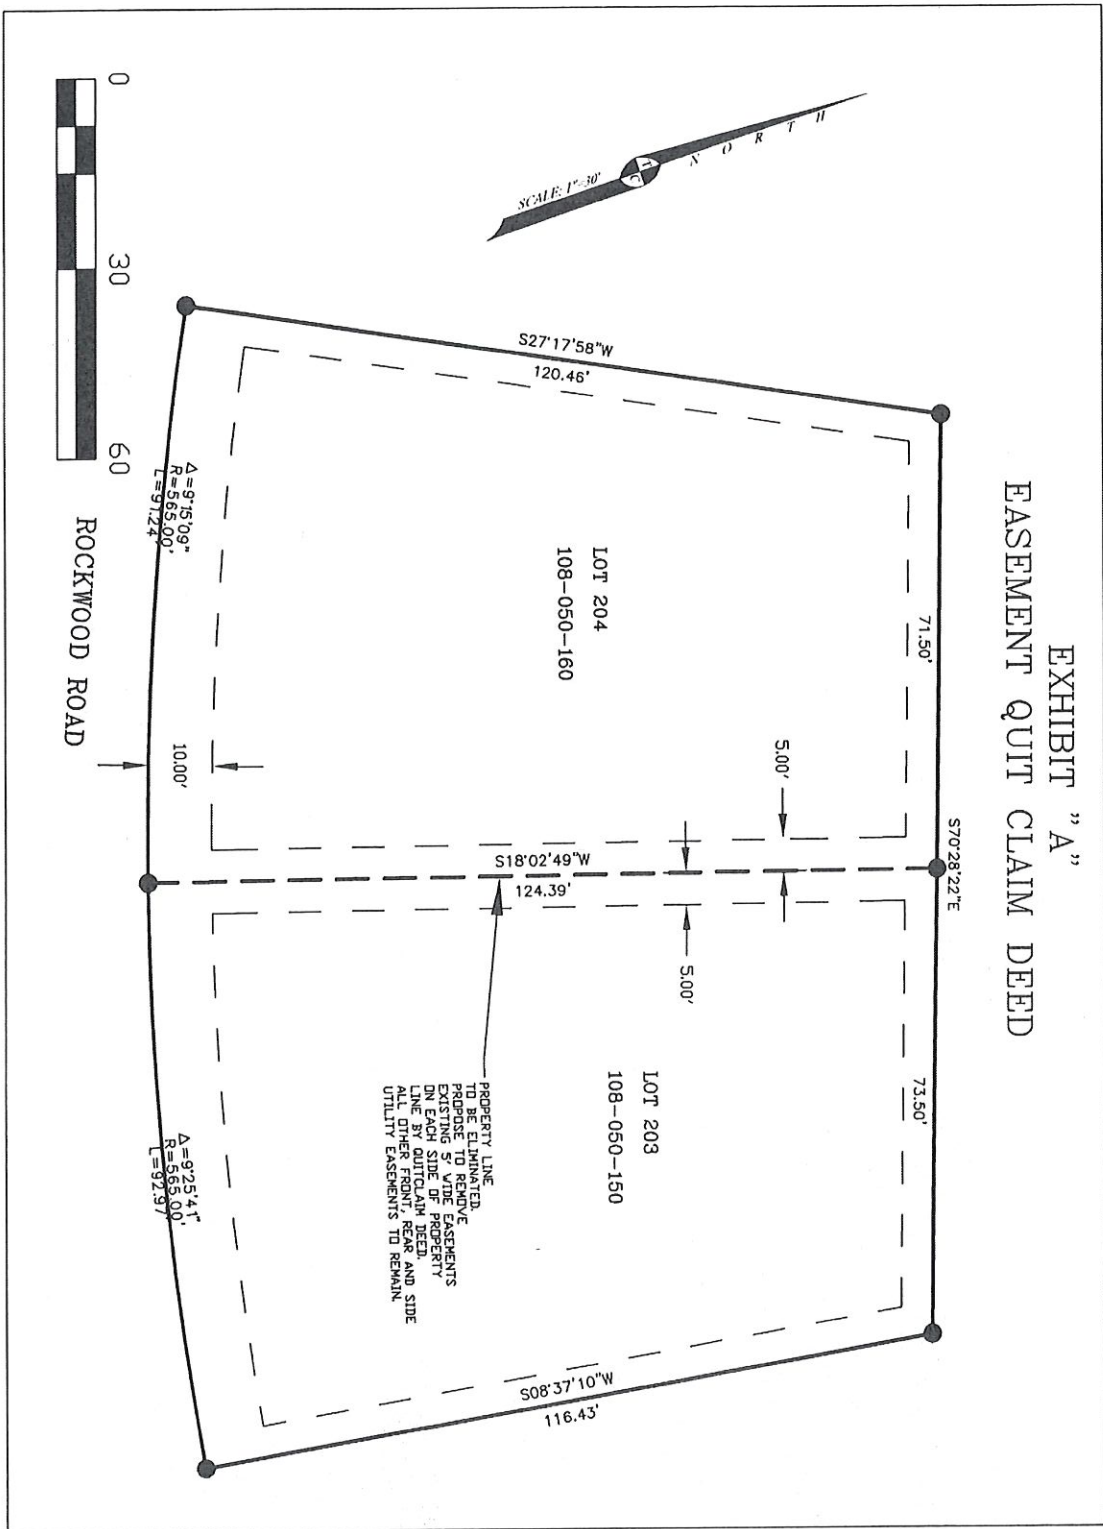 EXHIBIT "A"
EASEMENT QUIT CLAIM DEED
S70°28'22"E
71.50'
73.50'
NORTH
T C
SCALE: 1"=30'
S27°17'58"W
120.46'
LOT 204
108-050-160
5.00'
5.00'
S18°02'49"W
124.39'
LOT 203
108-050-150
PROPERTY LINE
TO BE ELIMINATED.
PROPOSE TO REMOVE
EXISTING 5' WIDE EASEMENTS
ON EACH SIDE OF PROPERTY
LINE BY QUITCLAIM DEED.
ALL OTHER FRONT, REAR AND SIDE
UTILITY EASEMENTS TO REMAIN.
S08°37'10"W
116.43'
10.00'
Δ=9°15'09"
R=565.00'
L=91.24'
Δ=9°25'41"
R=565.00'
L=92.97'
ROCKWOOD ROAD
0 30 60